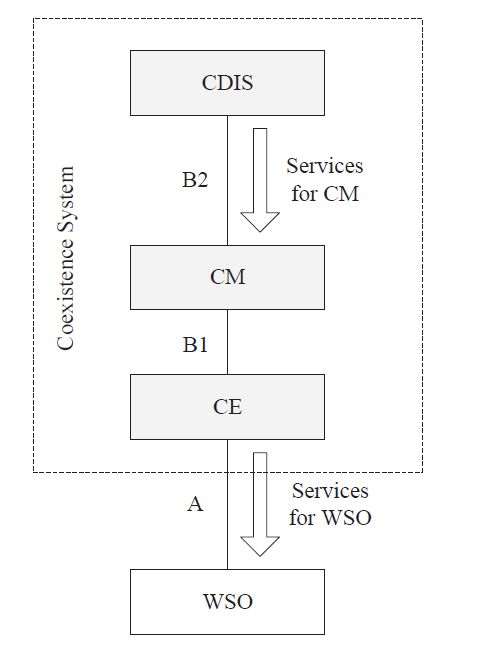 CDIS
B2
Services
for CM
Coexistence System
CM
B1
CE
A
Services
for WSO
WSO